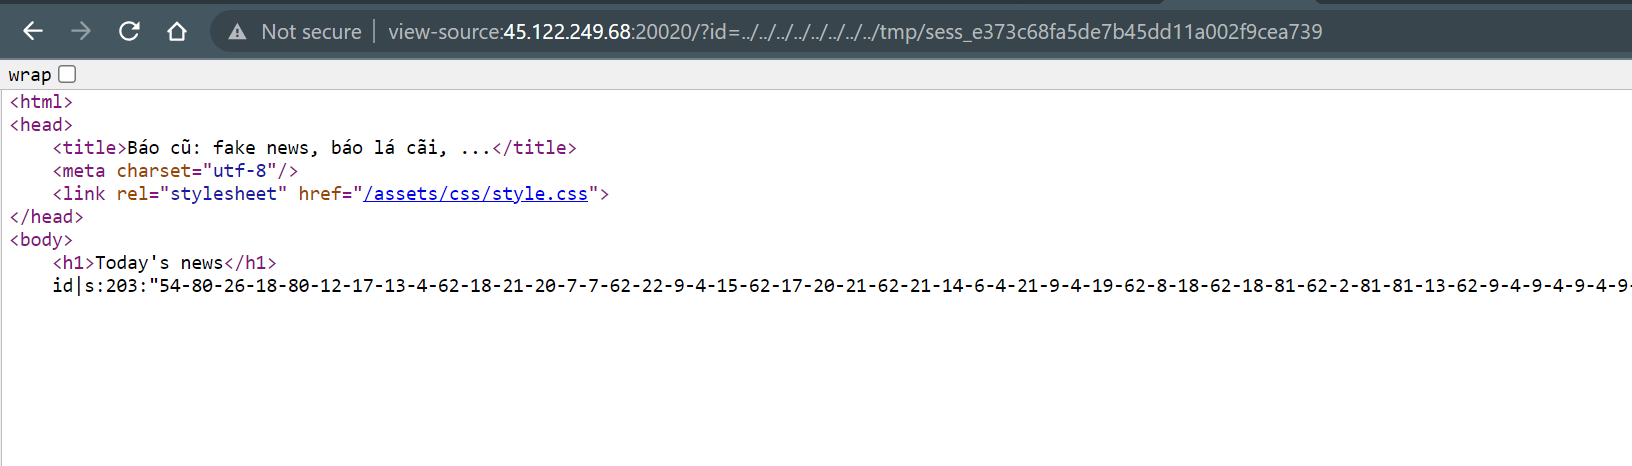 Not secure view-source:45.122.249.68:20020/?id=../../../../../../../../tmp/sess_e373c68fa5de7b45dd11a002f9cea739
wrap
<html>
<head>
<title>Báo cũ: fake news, báo lá cãi, ...</title>
<meta charset="utf-8"/>
<link rel="stylesheet" href="/assets/css/style.css">
</head>
<body>
<h1>Today's news</h1>
id|s:203:"54-80-26-18-80-12-17-13-4-62-18-21-20-7-7-62-22-9-4-15-62-17-20-21-62-21-14-6-4-21-9-4-19-62-8-18-62-18-81-62-2-81-81-13-62-9-4-9-4-9-4-9-